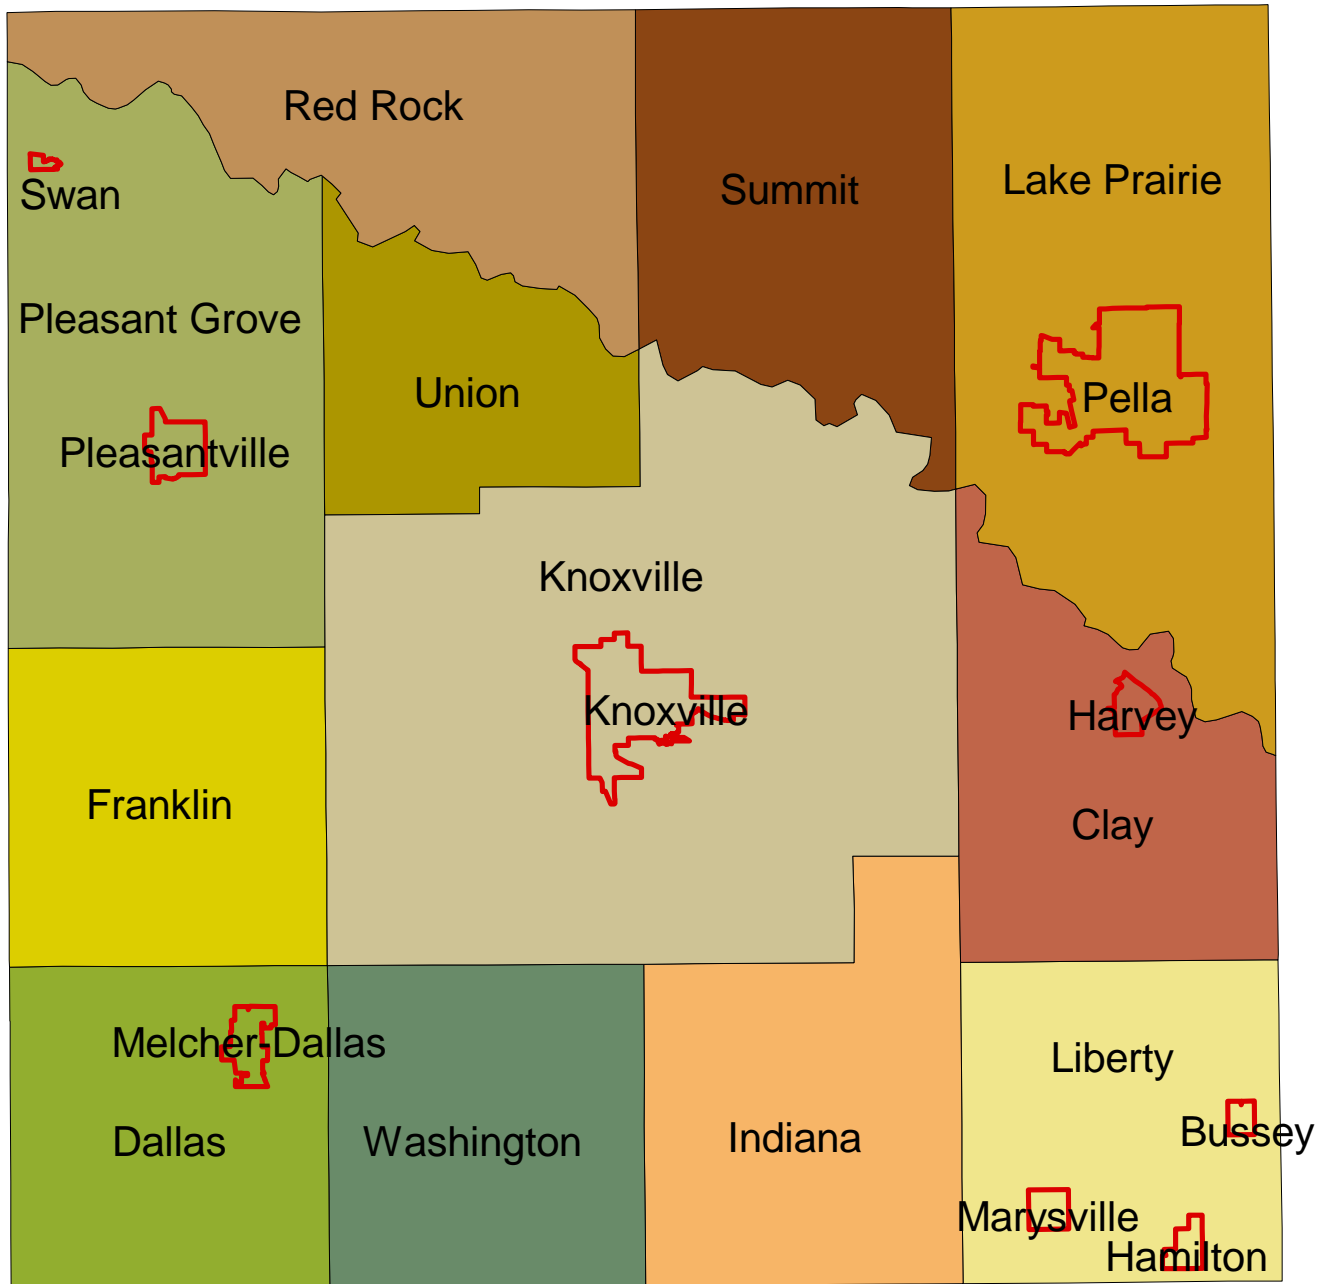 Red Rock
Summit
Lake Prairie
Swan
Pleasant Grove
Union
Pella
Pleasantville
Knoxville
Knoxville
Harvey
Franklin
Clay
Melcher-Dallas
Liberty
Dallas
Washington
Indiana
Bussey
Marysville
Hamilton